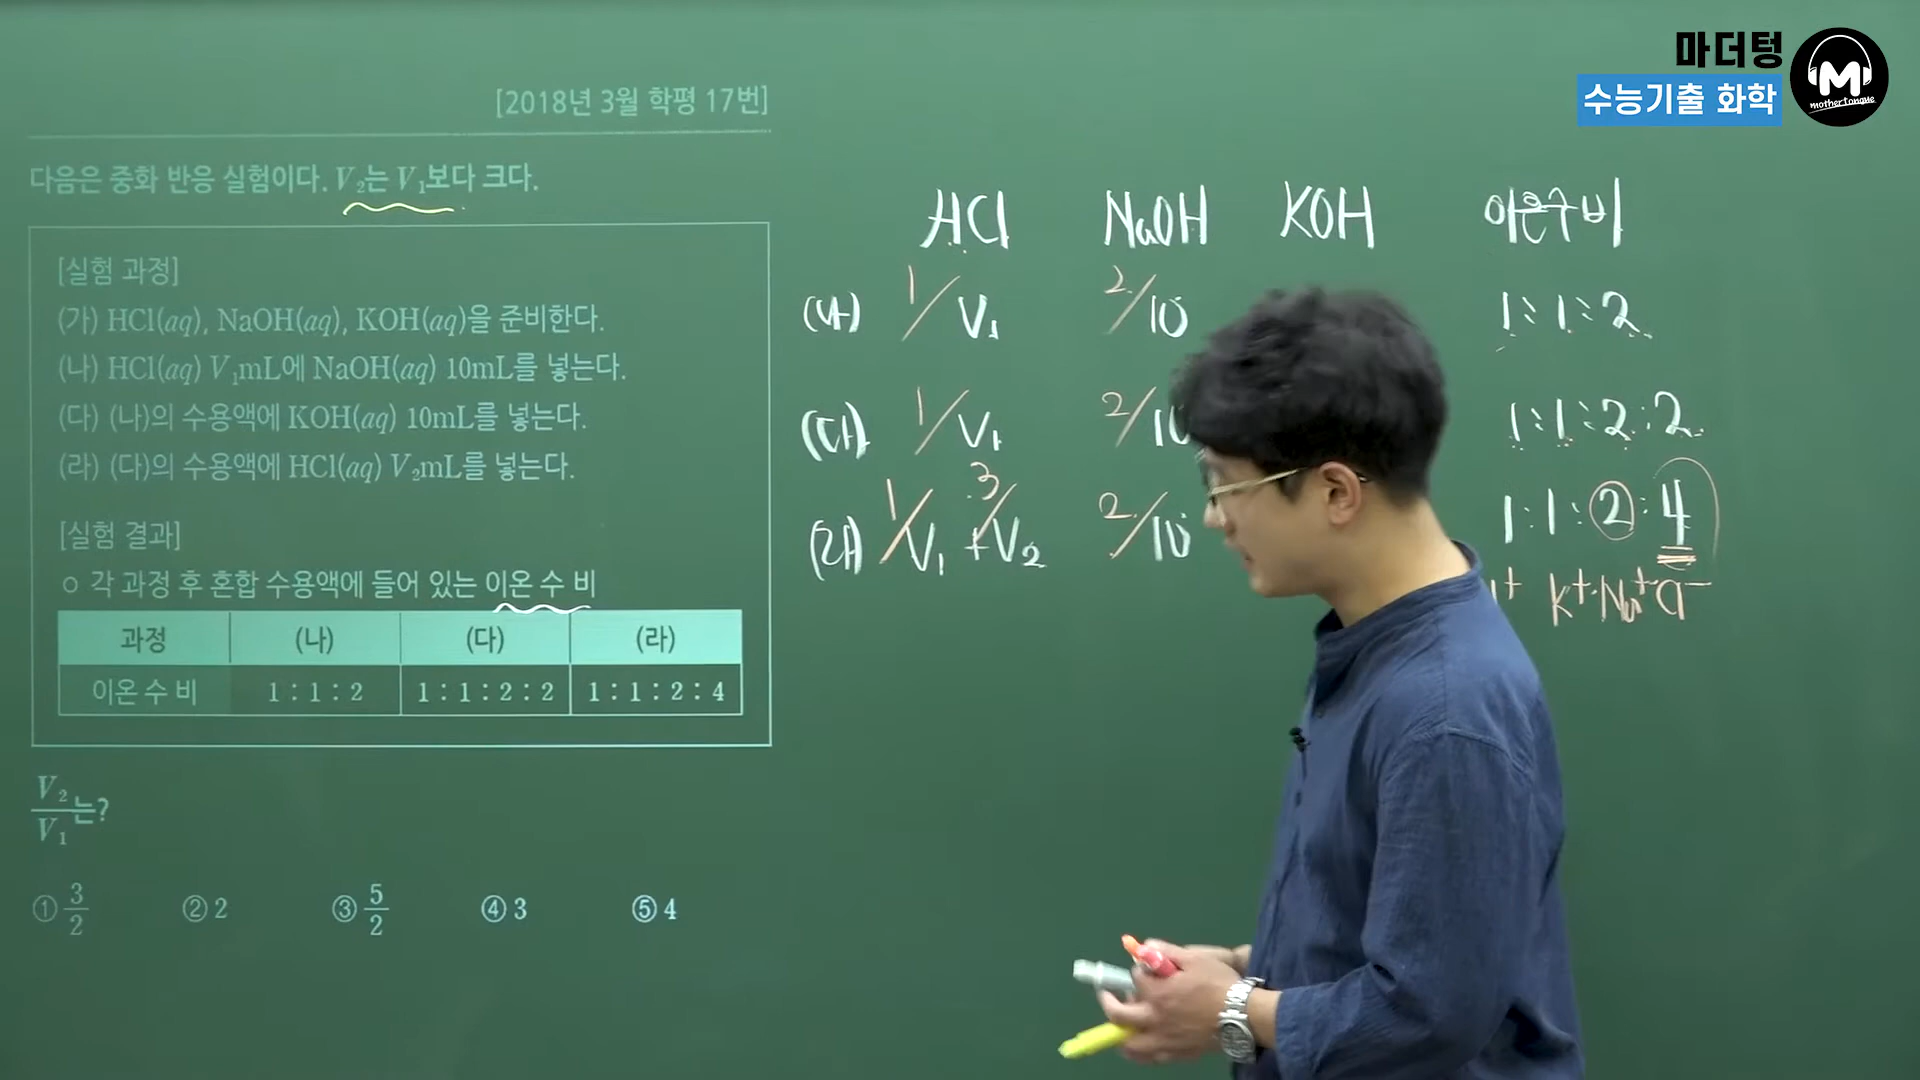 마더텅
수능기출 화학
M
mothertongue
[2018년 3월 학평 17번]
다음은 중화 반응 실험이다. V₂는 V₁보다 크다.
[실험 과정]
(가) HCl(aq), NaOH(aq), KOH(aq)을 준비한다.
(나) HCl(aq) V₁mL에 NaOH(aq) 10mL를 넣는다.
(다) (나)의 수용액에 KOH(aq) 10mL를 넣는다.
(라) (다)의 수용액에 HCl(aq) V₂mL를 넣는다.
[실험 결과]
○ 각 과정 후 혼합 수용액에 들어 있는 이온 수 비
과정 (나) (다) (라)
이온 수 비 1 : 1 : 2 1 : 1 : 2 : 2 1 : 1 : 2 : 4
V₂/V₁는?
① 3/2 ② 2 ③ 5/2 ④ 3 ⑤ 4
HCl NaOH KOH 이온수비
(나) 1/V₁ 2/10 1:1:2
(다) 1/V₁ 2/10 1:1:2:2
(라) 1/V₁ + 3/V₂ 2/10 1:1:2:4
K⁺ Na⁺ Cl⁻